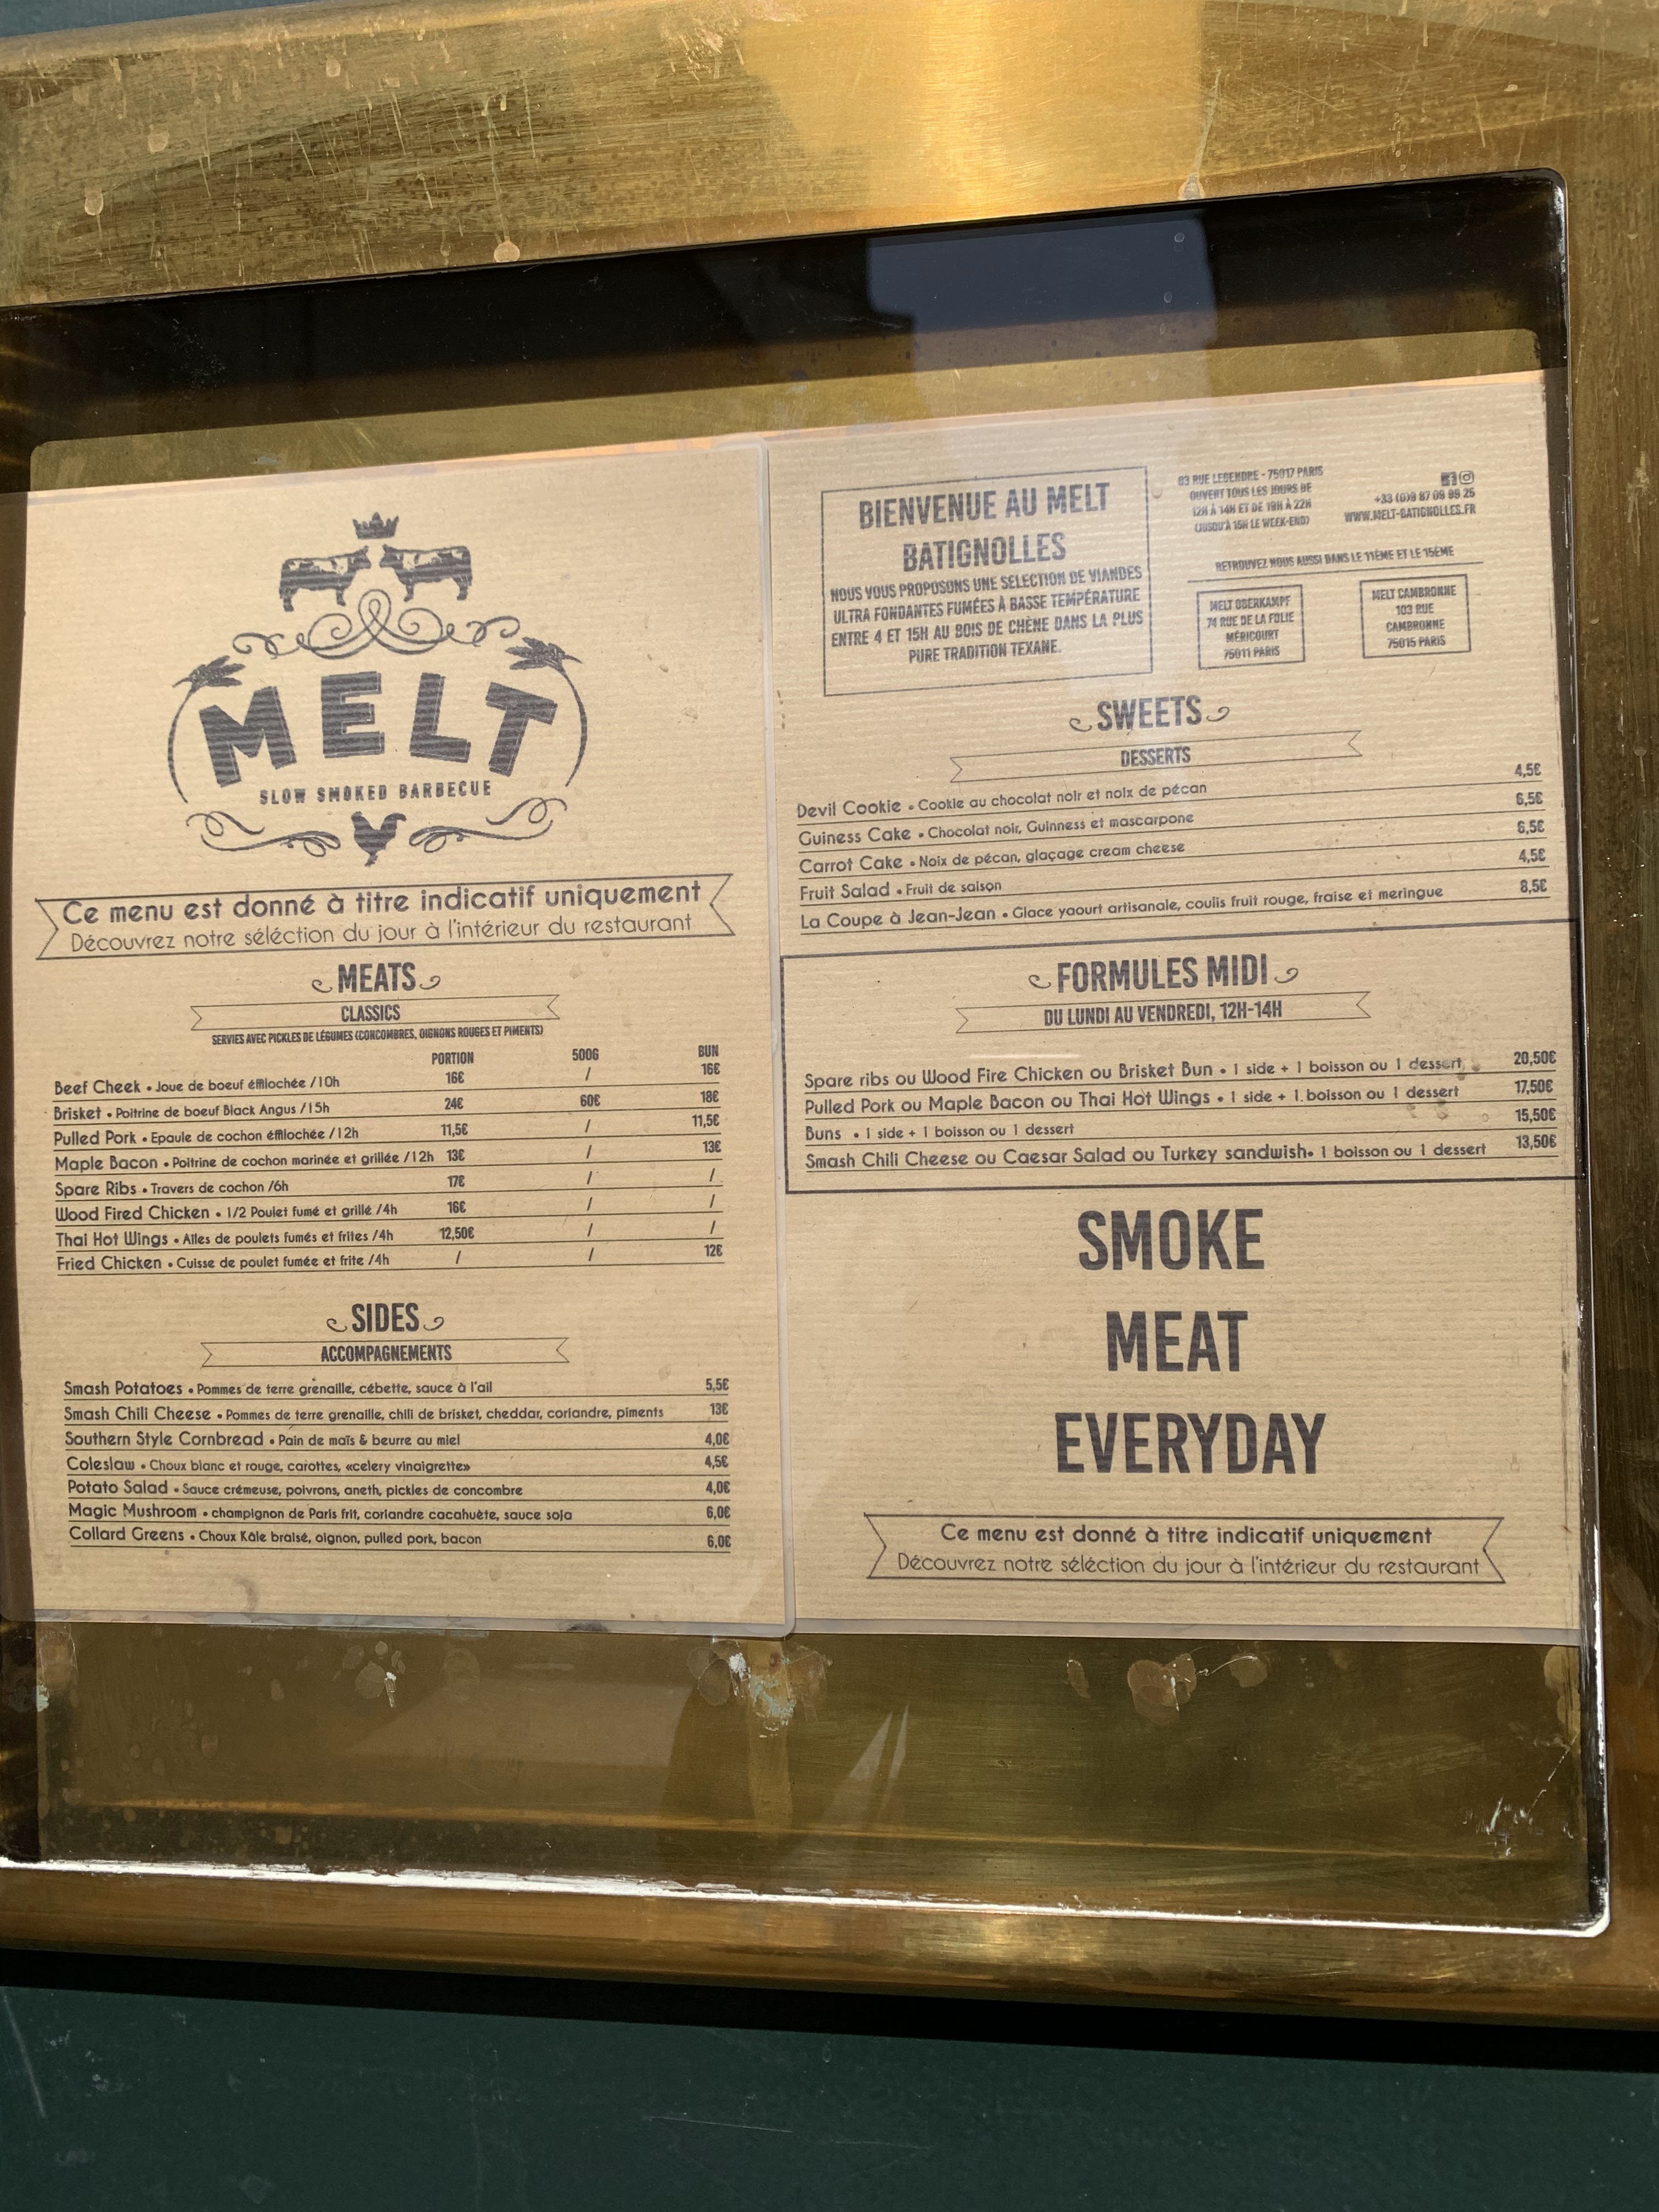 MELT
SLOW SMOKED BARBECUE
Ce menu est donné à titre indicatif uniquement
Découvrez notre séléction du jour à l'intérieur du restaurant
MEATS
CLASSICS
SERVIES AVEC PICKLES DE LÉGUMES (CONCOMBRES, OIGNONS ROUGES ET PIMENTS)
PORTION 500G BUN
Beef Cheek • Joue de boeuf éffilochée /10h 16€ / 16€
Brisket • Poitrine de boeuf Black Angus /15h 24€ 60€ 18€
Pulled Pork • Epaule de cochon éffilochée /12h 11,5€ / 11,5€
Maple Bacon • Poitrine de cochon marinée et grillée /12h 13€ / 13€
Spare Ribs • Travers de cochon /6h 17€ / /
Wood Fired Chicken • 1/2 Poulet fumé et grillé /4h 16€ / /
Thai Hot Wings • Ailes de poulets fumés et frites /4h 12,50€ / /
Fried Chicken • Cuisse de poulet fumée et frite /4h / / 12€
SIDES
ACCOMPAGNEMENTS
Smash Potatoes • Pommes de terre grenaille, cébette, sauce à l'ail 5,5€
Smash Chili Cheese • Pommes de terre grenaille, chili de brisket, cheddar, coriandre, piments 13€
Southern Style Cornbread • Pain de maïs & beurre au miel 4,0€
Coleslaw • Choux blanc et rouge, carottes, «celery vinaigrette» 4,5€
Potato Salad • Sauce crémeuse, poivrons, aneth, pickles de concombre 4,0€
Magic Mushroom • champignon de Paris frit, coriandre cacahuète, sauce soja 6,0€
Collard Greens • Choux Kâle braisé, oignon, pulled pork, bacon 6,0€
BIENVENUE AU MELT
BATIGNOLLES
NOUS VOUS PROPOSONS UNE SELECTION DE VIANDES
ULTRA FONDANTES FUMÉES À BASSE TEMPÉRATURE
ENTRE 4 ET 15H AU BOIS DE CHÊNE DANS LA PLUS
PURE TRADITION TEXANE.
83 RUE LEGENDRE - 75017 PARIS
OUVERT TOUS LES JOURS DE
12H À 14H ET DE 19H À 22H
(JUSQU'À 15H LE WEEK-END)
+33 (0)9 87 09 99 25
WWW.MELT-BATIGNOLLES.FR
RETROUVEZ NOUS AUSSI DANS LE 11ÈME ET LE 15ÈME
MELT OBERKAMPF
74 RUE DE LA FOLIE
MÉRICOURT
75011 PARIS
MELT CAMBRONNE
103 RUE
CAMBRONNE
75015 PARIS
SWEETS
DESSERTS
Devil Cookie • Cookie au chocolat noir et noix de pécan 4,5€
Guiness Cake • Chocolat noir, Guinness et mascarpone 6,5€
Carrot Cake • Noix de pécan, glaçage cream cheese 6,5€
Fruit Salad • Fruit de saison 4,5€
La Coupe à Jean-Jean • Glace yaourt artisanale, coulis fruit rouge, fraise et meringue 8,5€
FORMULES MIDI
DU LUNDI AU VENDREDI, 12H-14H
Spare ribs ou Wood Fire Chicken ou Brisket Bun • 1 side + 1 boisson ou 1 dessert 20,50€
Pulled Pork ou Maple Bacon ou Thai Hot Wings • 1 side + 1 boisson ou 1 dessert 17,50€
Buns • 1 side + 1 boisson ou 1 dessert 15,50€
Smash Chili Cheese ou Caesar Salad ou Turkey sandwish• 1 boisson ou 1 dessert 13,50€
SMOKE
MEAT
EVERYDAY
Ce menu est donné à titre indicatif uniquement
Découvrez notre séléction du jour à l'intérieur du restaurant